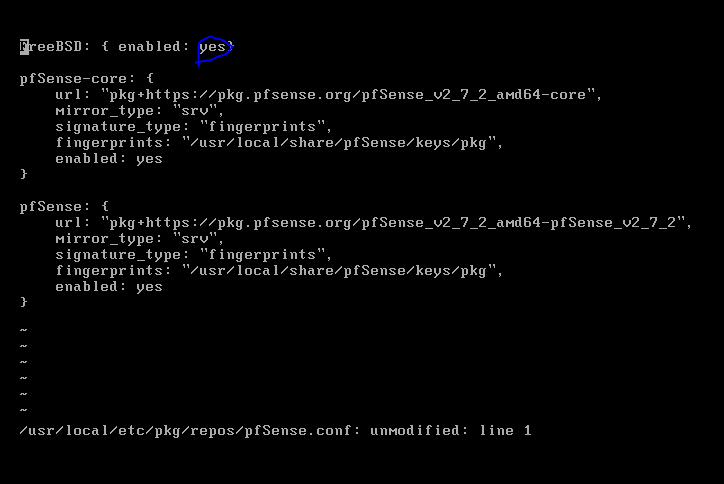 FreeBSD: { enabled: yes}
pfSense-core: {
    url: "pkg+https://pkg.pfsense.org/pfSense_v2_7_2_amd64-core",
    mirror_type: "srv",
    signature_type: "fingerprints",
    fingerprints: "/usr/local/share/pfSense/keys/pkg",
    enabled: yes
}
pfSense: {
    url: "pkg+https://pkg.pfsense.org/pfSense_v2_7_2_amd64-pfSense_v2_7_2",
    mirror_type: "srv",
    signature_type: "fingerprints",
    fingerprints: "/usr/local/share/pfSense/keys/pkg",
    enabled: yes
}
~
~
~
~
~
~
/usr/local/etc/pkg/repos/pfSense.conf: unmodified: line 1